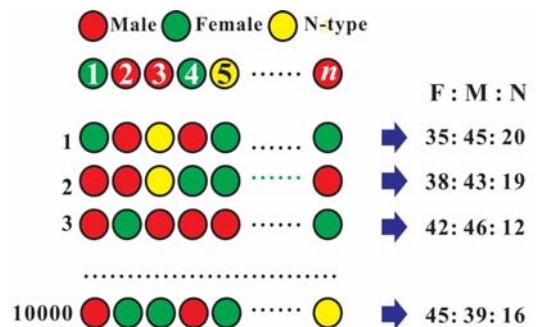 Male Female N-type
1 2 3 4 5 ...... n
F : M : N
1 ...... 35: 45: 20
2 ...... 38: 43: 19
3 ...... 42: 46: 12
..............................
10000 ...... 45: 39: 16